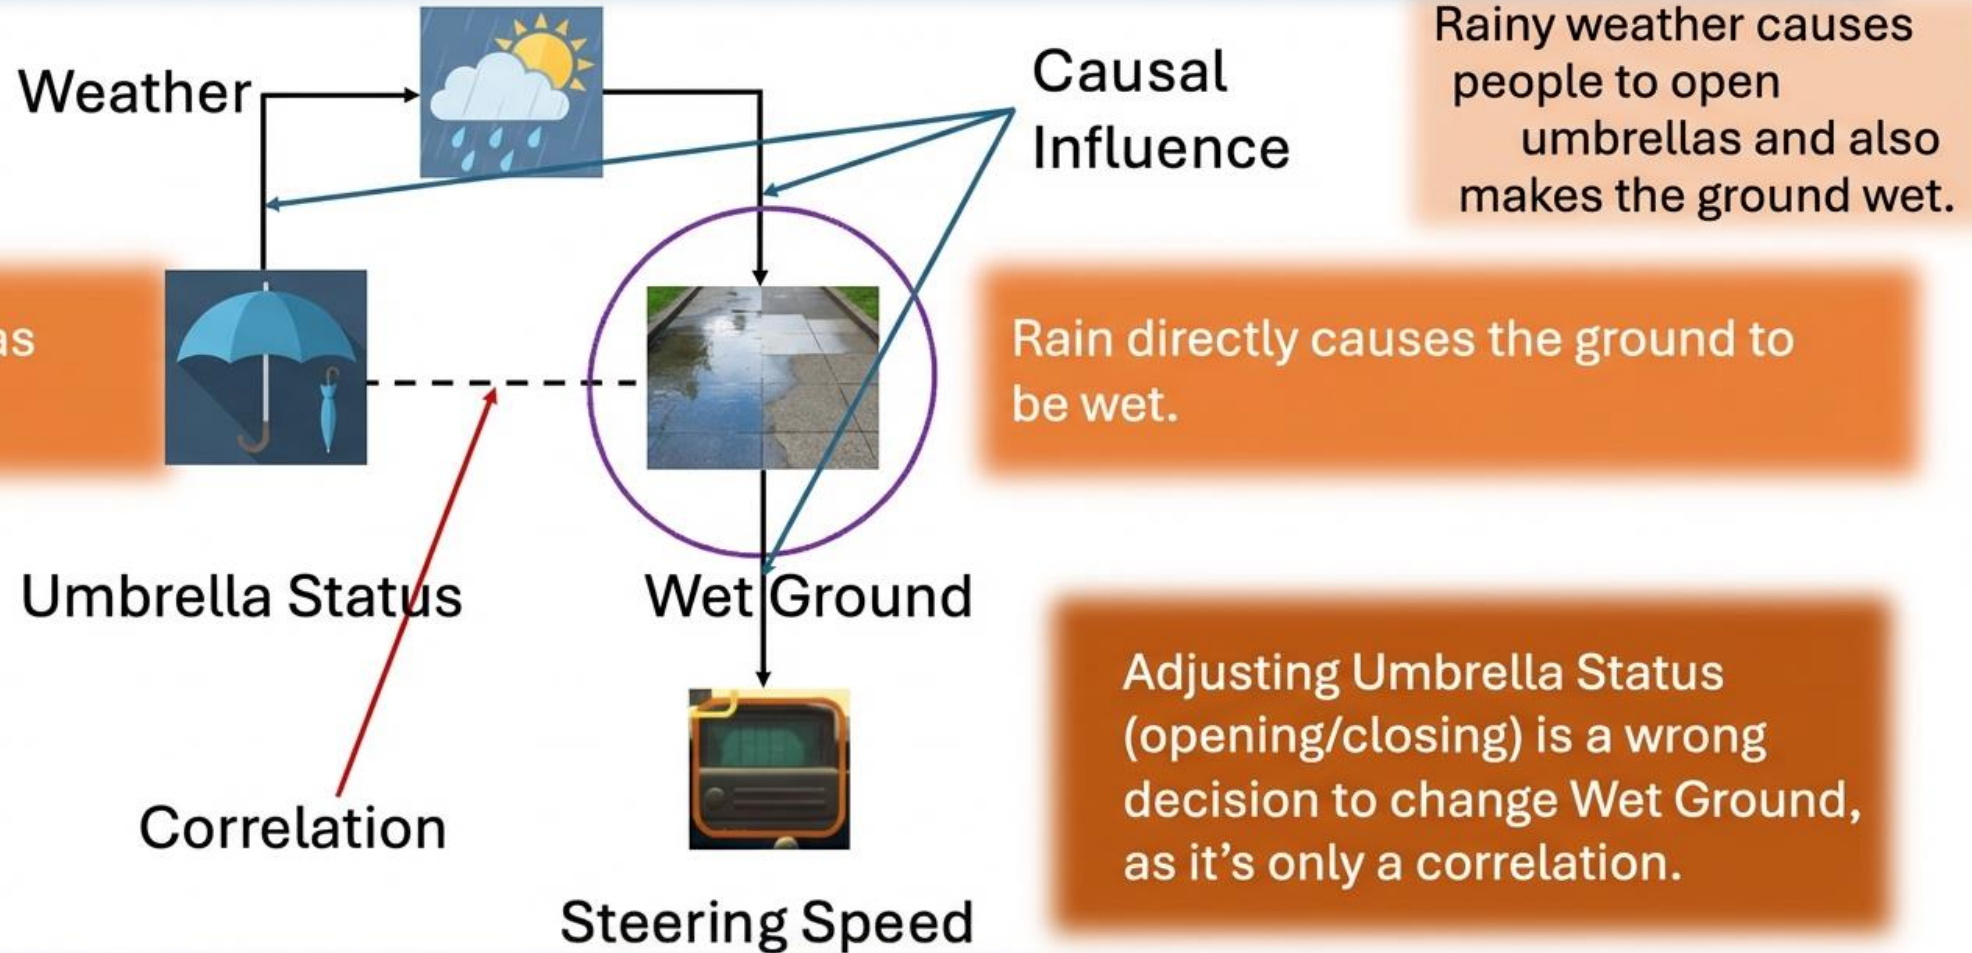 Weather
Causal
Influence
Rainy weather causes
people to open
umbrellas and also
makes the ground wet.
as
Rain directly causes the ground to
be wet.
Umbrella Status
Wet Ground
Adjusting Umbrella Status
(opening/closing) is a wrong
decision to change Wet Ground,
as it’s only a correlation.
Correlation
Steering Speed